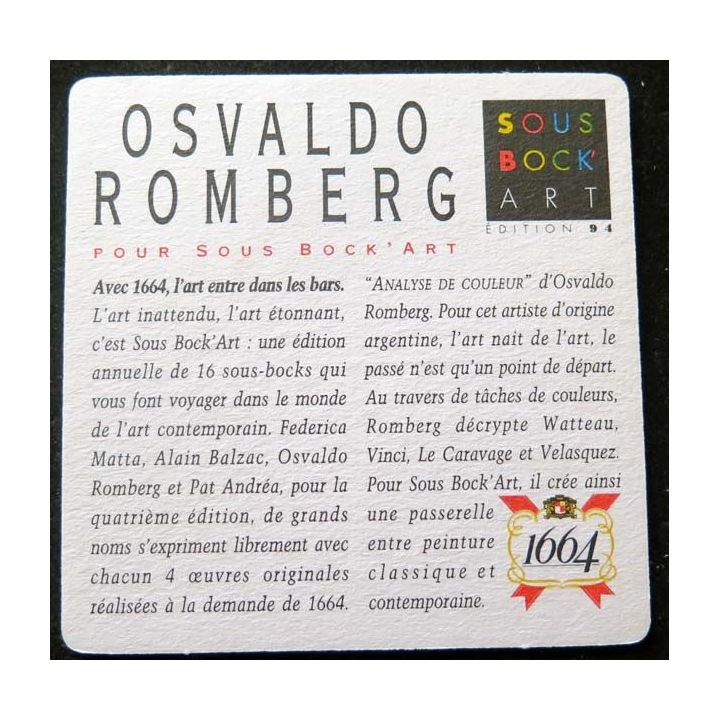 OSVALDO
ROMBERG
POUR SOUS BOCK'ART
SOUS
BOCK'
ART
ÉDITION 94
Avec 1664, l'art entre dans les bars.
L'art inattendu, l'art étonnant,
c'est Sous Bock'Art : une édition
annuelle de 16 sous-bocks qui
vous font voyager dans le monde
de l'art contemporain. Federica
Matta, Alain Balzac, Osvaldo
Romberg et Pat Andréa, pour la
quatrième édition, de grands
noms s'expriment librement avec
chacun 4 œuvres originales
réalisées à la demande de 1664.
"ANALYSE DE COULEUR" d'Osvaldo
Romberg. Pour cet artiste d'origine
argentine, l'art nait de l'art, le
passé n'est qu'un point de départ.
Au travers de tâches de couleurs,
Romberg décrypte Watteau,
Vinci, Le Caravage et Velasquez.
Pour Sous Bock'Art, il crée ainsi
une passerelle
entre peinture
classique et
contemporaine.
1664